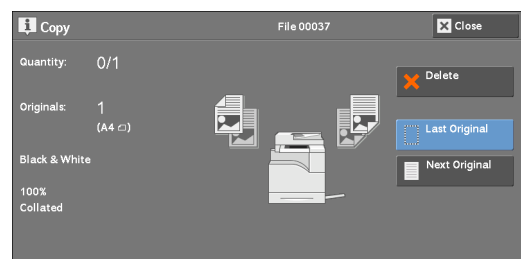 Copy
File 00037
Close
Quantity: 0/1
Delete
Originals: 1
(A4)
Last Original
Black & White
Next Original
100%
Collated